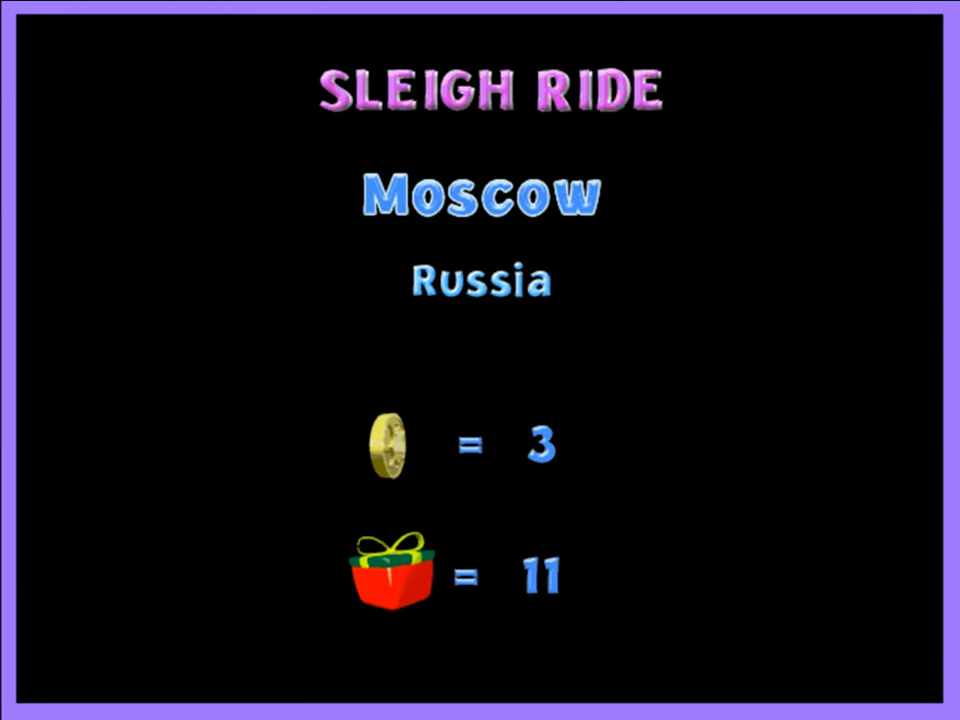 SLEIGH RIDE
Moscow
Russia
= 3
= 11